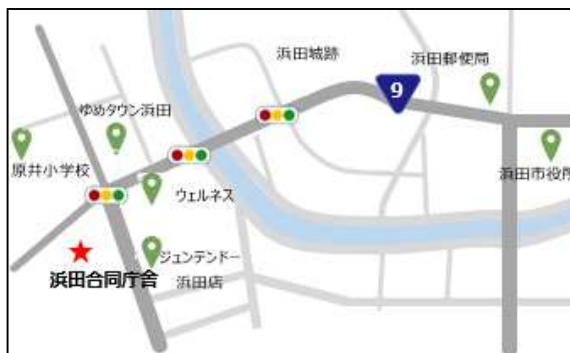 浜田城跡
浜田郵便局
9
ゆめタウン浜田
原井小学校
浜田市役所
ウェルネス
ジュンテンドー
浜田店
浜田合同庁舎